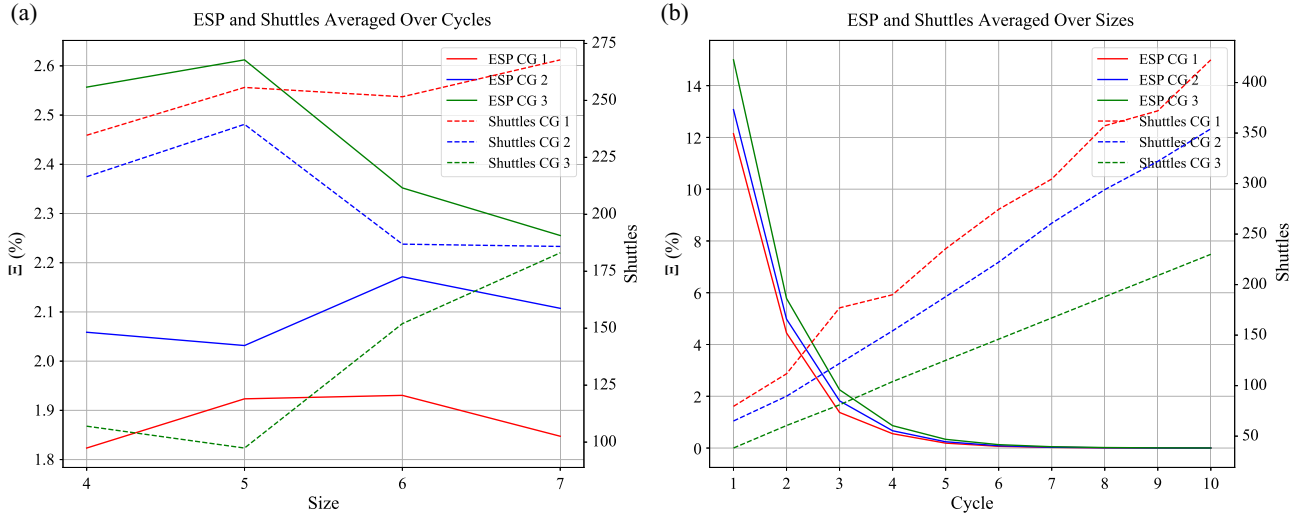 (a)
ESP and Shuttles Averaged Over Cycles
2.6
2.5
2.4
2.3
2.2
2.1
2.0
1.9
1.8
Ξ (%)
4
5
6
7
Size
275
250
225
200
175
150
125
100
Shuttles
ESP CG 1
ESP CG 2
ESP CG 3
Shuttles CG 1
Shuttles CG 2
Shuttles CG 3
(b)
ESP and Shuttles Averaged Over Sizes
14
12
10
8
6
4
2
0
Ξ (%)
1
2
3
4
5
6
7
8
9
10
Cycle
400
350
300
250
200
150
100
50
Shuttles
ESP CG 1
ESP CG 2
ESP CG 3
Shuttles CG 1
Shuttles CG 2
Shuttles CG 3